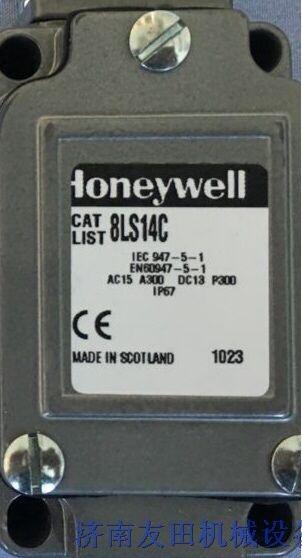 Honeywell
CAT LIST 8LS14C
IEC 947-5-1
EN60947-5-1
AC15 A300 DC13 P300
IP67
CE
MADE IN SCOTLAND 1023
济南友田机械设